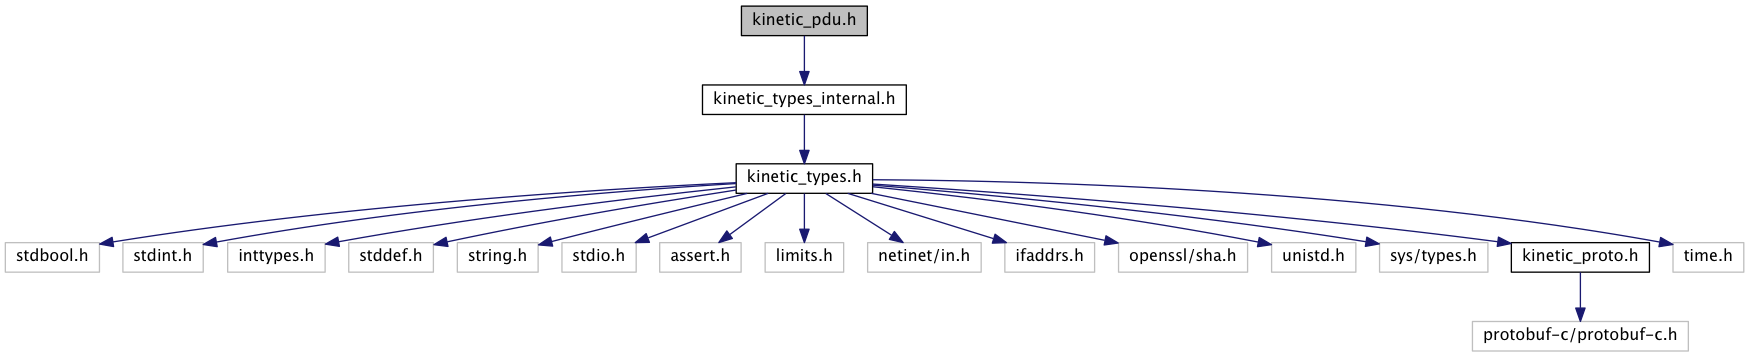 kinetic_pdu.h
kinetic_types_internal.h
kinetic_types.h
stdbool.h
stdint.h
inttypes.h
stddef.h
string.h
stdio.h
assert.h
limits.h
netinet/in.h
ifaddrs.h
openssl/sha.h
unistd.h
sys/types.h
kinetic_proto.h
time.h
protobuf-c/protobuf-c.h